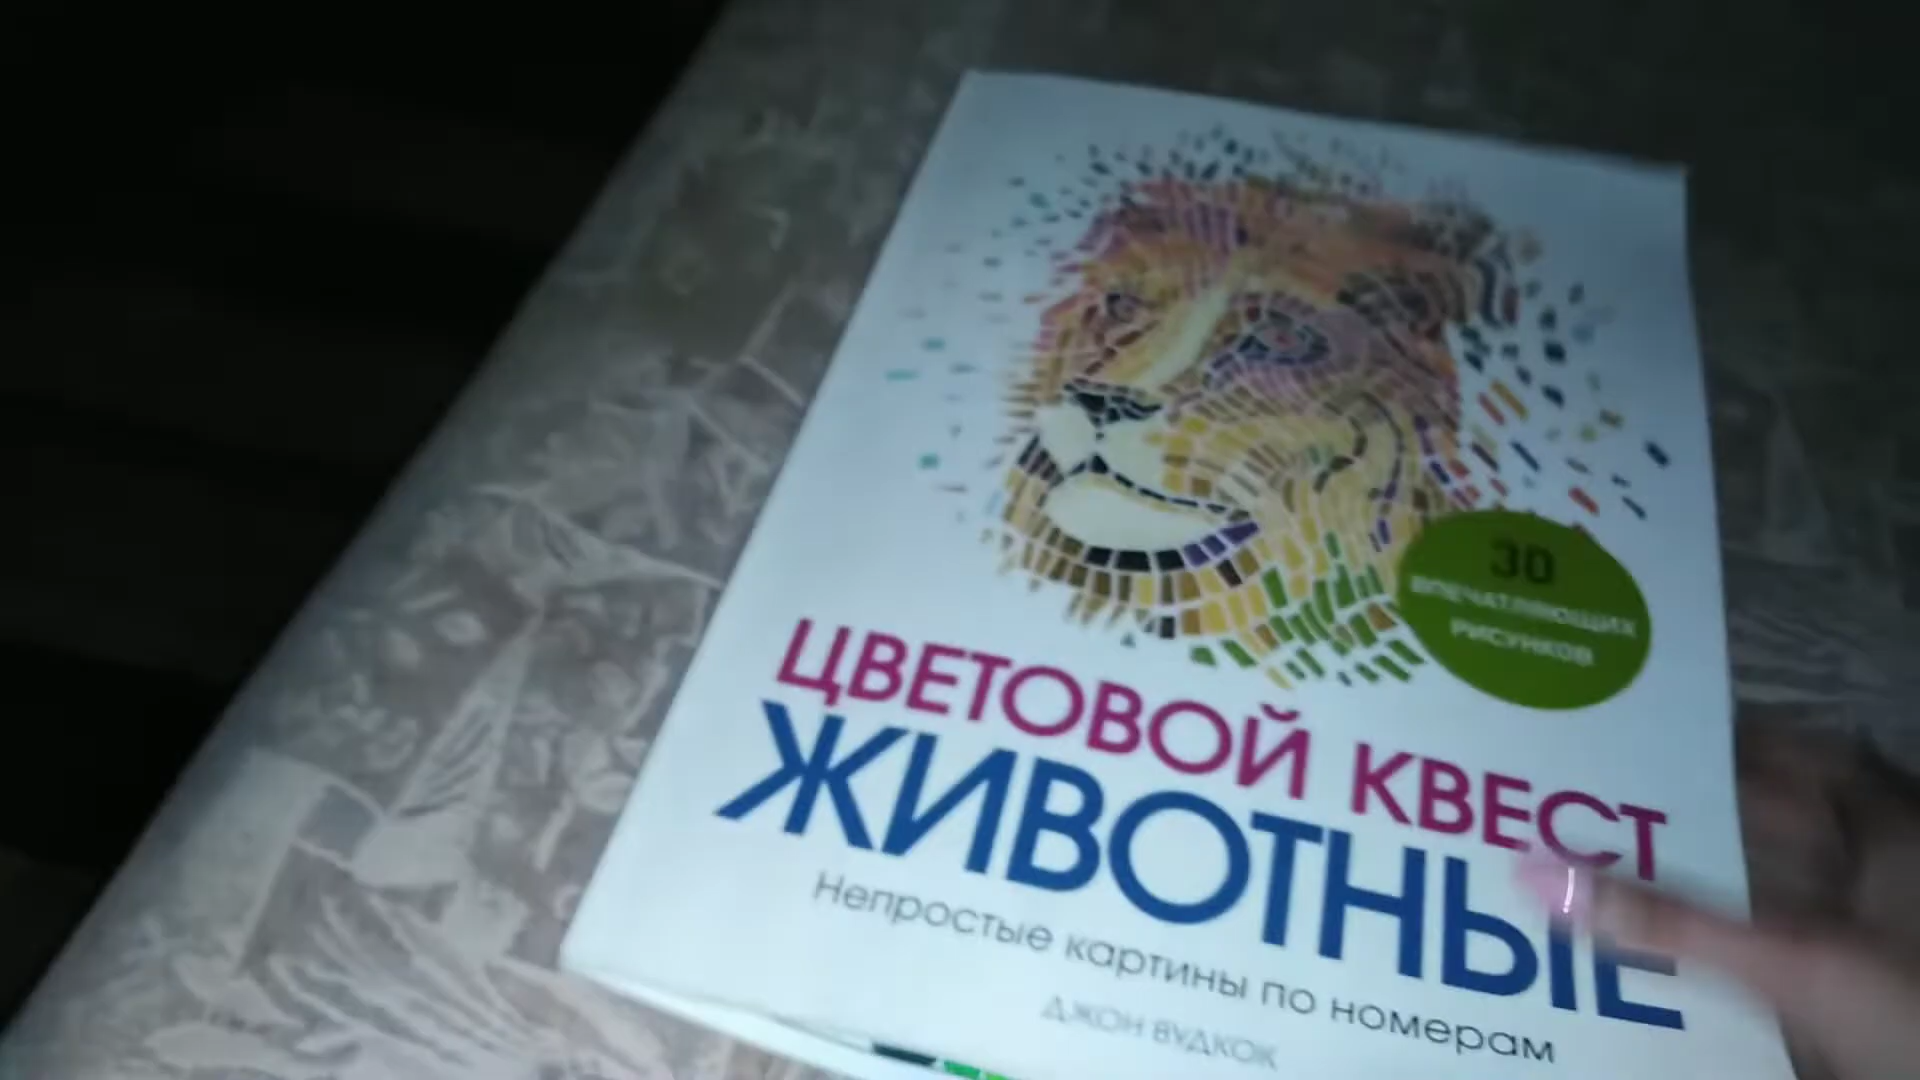 30
ВПЕЧАТЛЯЮЩИХ
РИСУНКОВ
ЦВЕТОВОЙ КВЕСТ
ЖИВОТНЫЕ
Непростые картины по номерам
ДЖОН ВУДКОК